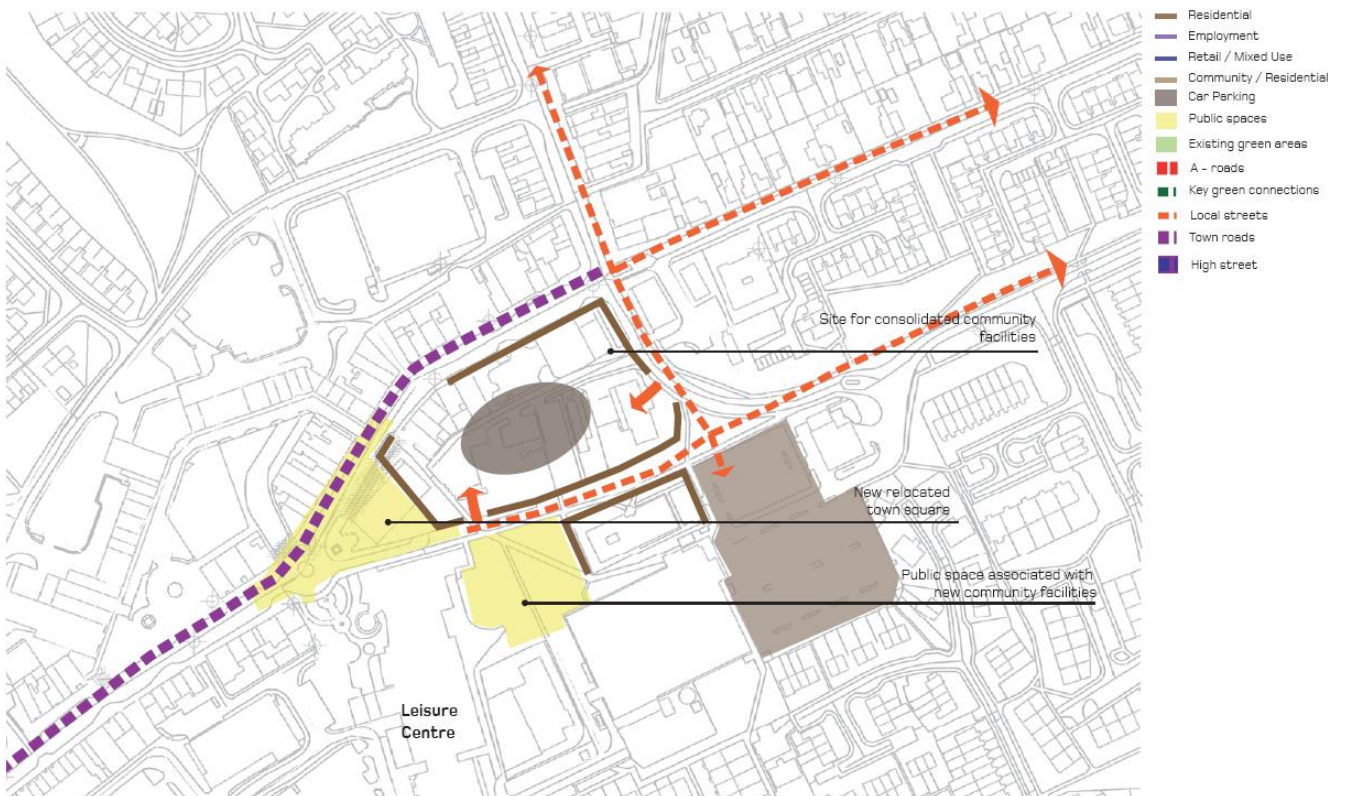 Residential
Employment
Retail / Mixed Use
Community / Residential
Car Parking
Public spaces
Existing green areas
A - roads
Key green connections
Local streets
Town roads
High street
Site for consolidated community
facilities
New relocated
town square
Public space associated with
new community facilities
Leisure
Centre